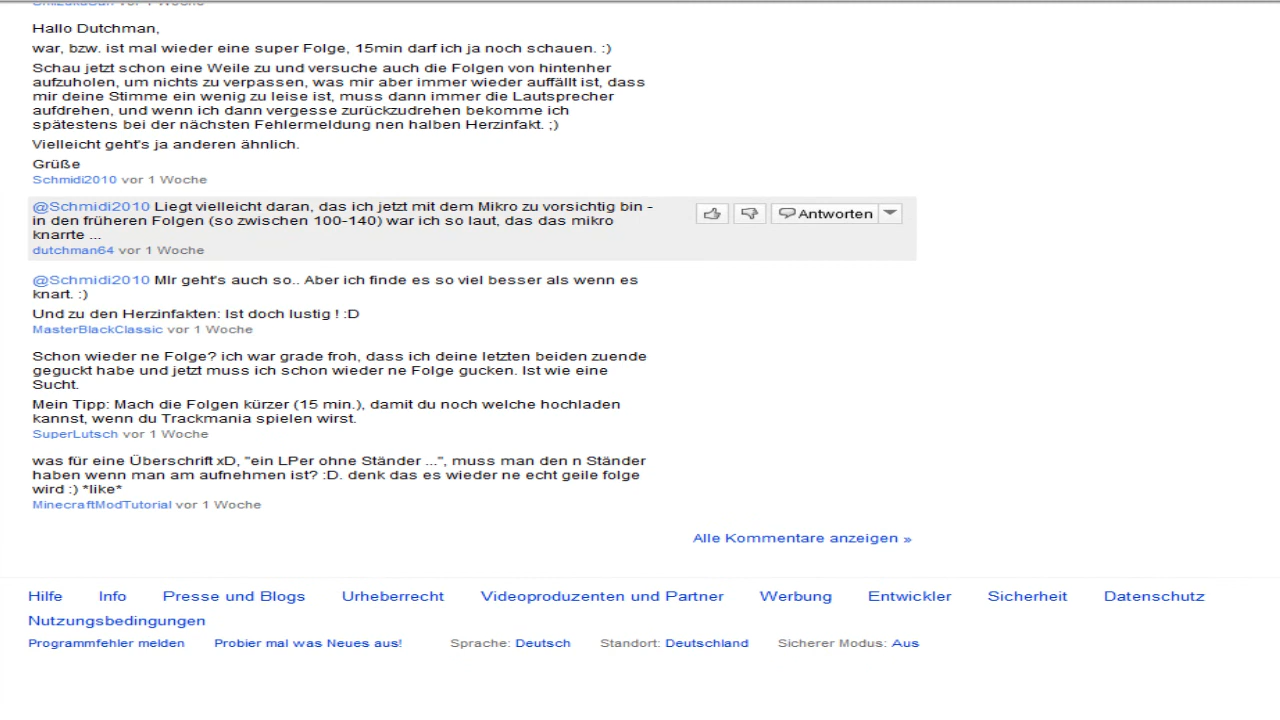 Hallo Dutchman,
war, bzw. ist mal wieder eine super Folge, 15min darf ich ja noch schauen. :)
Schau jetzt schon eine Weile zu und versuche auch die Folgen von hintenher
aufzuholen, um nichts zu verpassen, was mir aber immer wieder auffällt ist, dass
mir deine Stimme ein wenig zu leise ist, muss dann immer die Lautsprecher
aufdrehen, und wenn ich dann vergesse zurückzudrehen bekomme ich
spätestens bei der nächsten Fehlermeldung nen halben Herzinfakt. ;)
Vielleicht geht's ja anderen ähnlich.
Grüße
Schmidi2010 vor 1 Woche
@Schmidi2010 Liegt vielleicht daran, das ich jetzt mit dem Mikro zu vorsichtig bin -
in den früheren Folgen (so zwischen 100-140) war ich so laut, das das mikro
knarrte ...
Antworten
dutchman64 vor 1 Woche
@Schmidi2010 MIr geht's auch so.. Aber ich finde es so viel besser als wenn es
knart. :)
Und zu den Herzinfakten: Ist doch lustig ! :D
MasterBlackClassic vor 1 Woche
Schon wieder ne Folge? ich war grade froh, dass ich deine letzten beiden zuende
geguckt habe und jetzt muss ich schon wieder ne Folge gucken. Ist wie eine
Sucht.
Mein Tipp: Mach die Folgen kürzer (15 min.), damit du noch welche hochladen
kannst, wenn du Trackmania spielen wirst.
SuperLutsch vor 1 Woche
was für eine Überschrift xD, "ein LPer ohne Ständer ...", muss man den n Ständer
haben wenn man am aufnehmen ist? :D. denk das es wieder ne echt geile folge
wird :) *like*
MinecraftModTutorial vor 1 Woche
Alle Kommentare anzeigen »
Hilfe Info Presse und Blogs Urheberrecht Videoproduzenten und Partner Werbung Entwickler Sicherheit Datenschutz
Nutzungsbedingungen
Programmfehler melden Probier mal was Neues aus! Sprache: Deutsch Standort: Deutschland Sicherer Modus: Aus